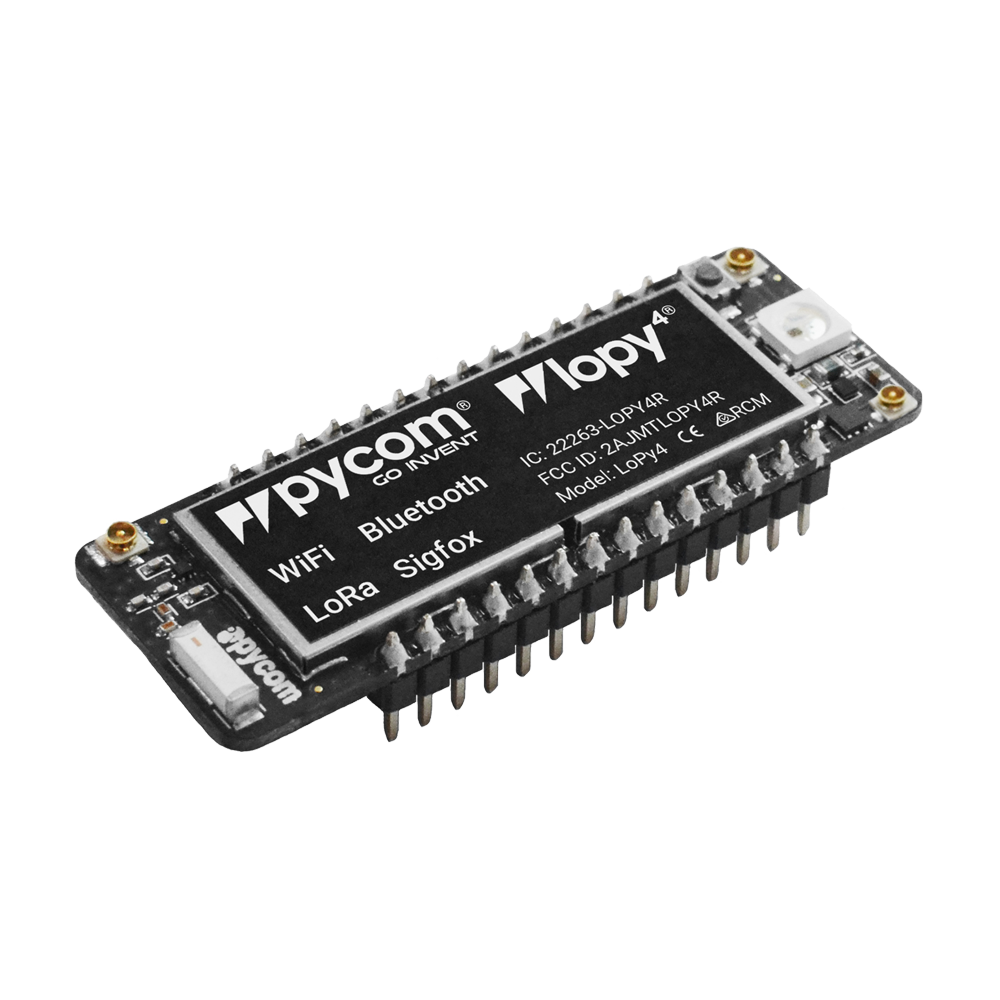 pycom®
GO INVENT
lopy4®
WiFi Bluetooth
LoRa Sigfox
IC: 22263-LOPY4R
FCC ID: 2AJMTLOPY4R
Model: LoPy4 CE RCM
pycom